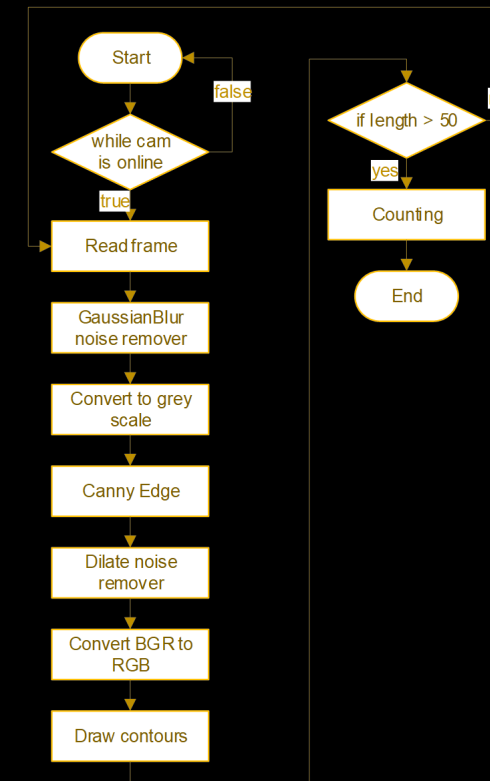 Start
false
while cam
is online
true
Read frame
GaussianBlur
noise remover
Convert to grey
scale
Canny Edge
Dilate noise
remover
Convert BGR to
RGB
Draw contours
if length > 50
yes
Counting
End